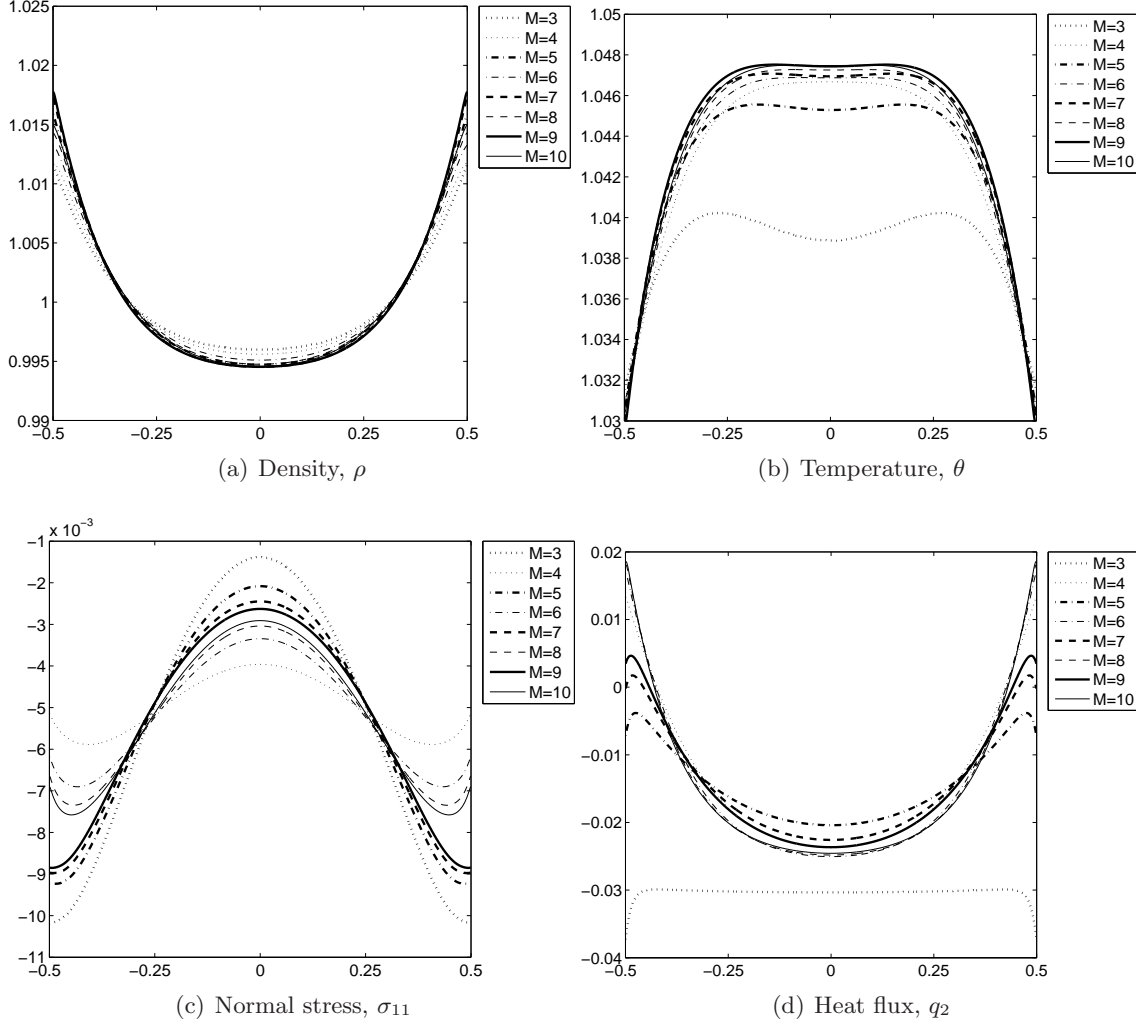 1.025
1.02
1.015
1.01
1.005
1
0.995
0.99
−0.5 −0.25 0 0.25 0.5
M=3
M=4
M=5
M=6
M=7
M=8
M=9
M=10
(a) Density, ρ
1.05
1.048
1.046
1.044
1.042
1.04
1.038
1.036
1.034
1.032
1.03
−0.5 −0.25 0 0.25 0.5
M=3
M=4
M=5
M=6
M=7
M=8
M=9
M=10
(b) Temperature, θ
x 10⁻³
−1
−2
−3
−4
−5
−6
−7
−8
−9
−10
−11
−0.5 −0.25 0 0.25 0.5
M=3
M=4
M=5
M=6
M=7
M=8
M=9
M=10
(c) Normal stress, σ₁₁
0.02
0.01
0
−0.01
−0.02
−0.03
−0.04
−0.5 −0.25 0 0.25 0.5
M=3
M=4
M=5
M=6
M=7
M=8
M=9
M=10
(d) Heat flux, q₂